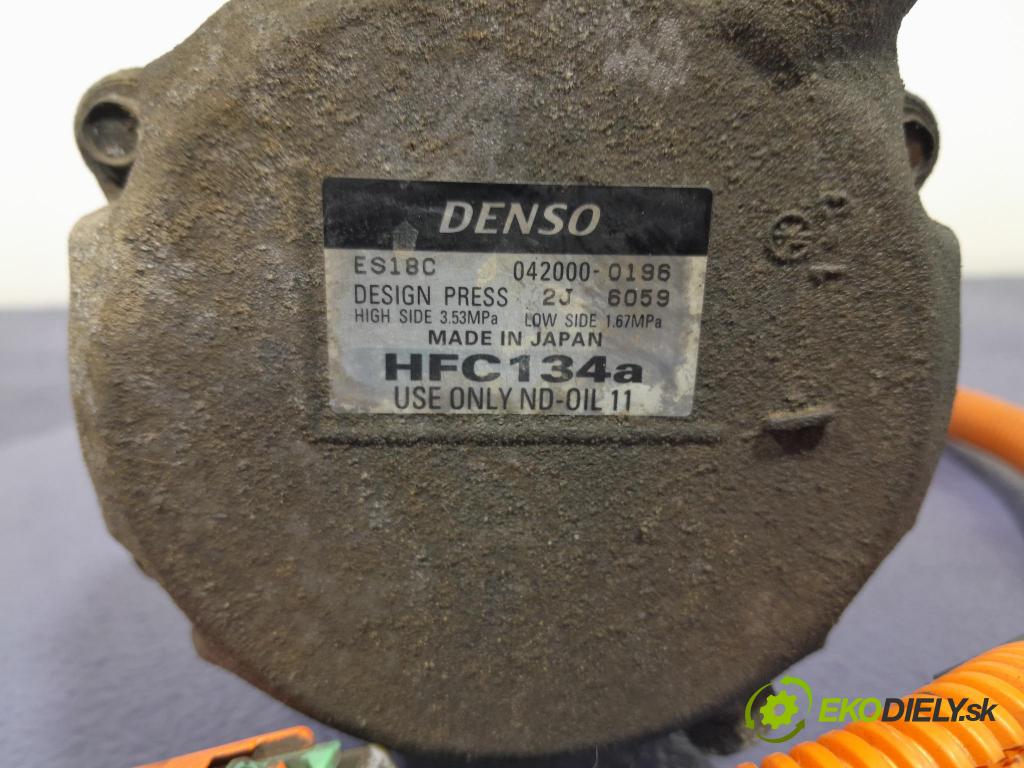 DENSO
ES18C 042000-0196
DESIGN PRESS 2J 6059
HIGH SIDE 3.53MPa LOW SIDE 1.67MPa
MADE IN JAPAN
HFC134a
USE ONLY ND-OIL 11
EKODIELY.sk